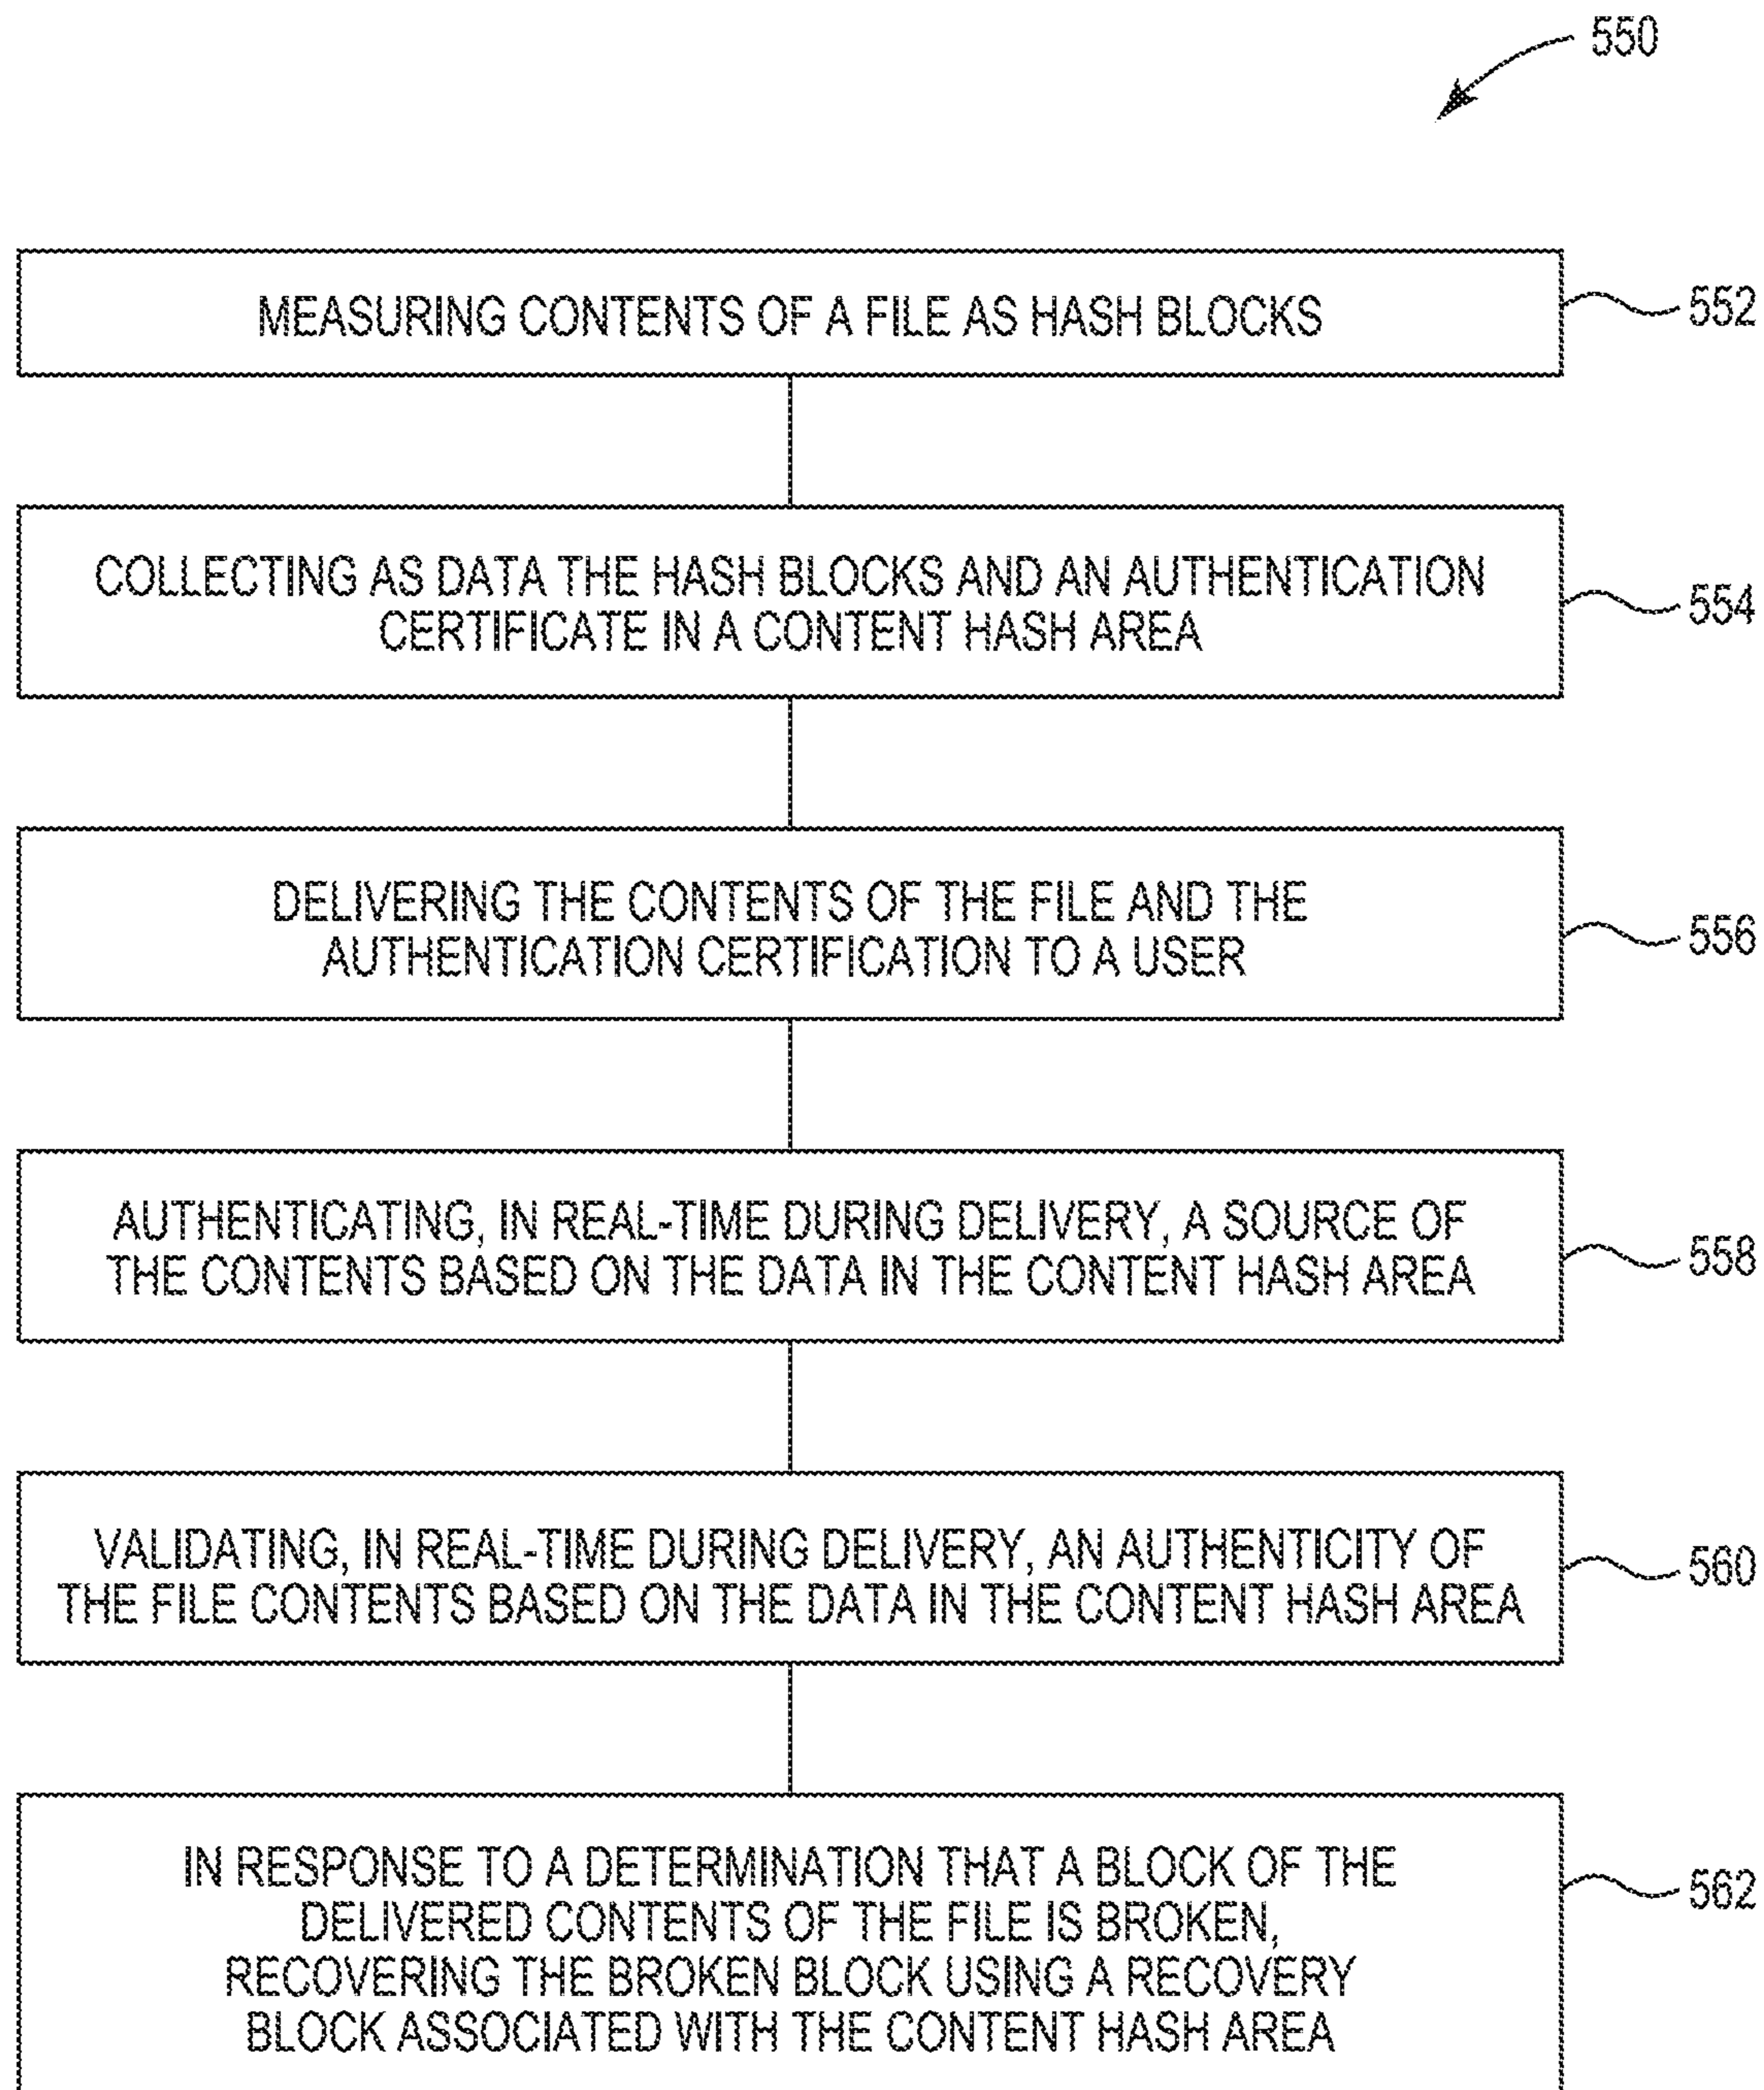 550
MEASURING CONTENTS OF A FILE AS HASH BLOCKS
552
COLLECTING AS DATA THE HASH BLOCKS AND AN AUTHENTICATION
CERTIFICATE IN A CONTENT HASH AREA
554
DELIVERING THE CONTENTS OF THE FILE AND THE
AUTHENTICATION CERTIFICATION TO A USER
556
AUTHENTICATING, IN REAL-TIME DURING DELIVERY, A SOURCE OF
THE CONTENTS BASED ON THE DATA IN THE CONTENT HASH AREA
558
VALIDATING, IN REAL-TIME DURING DELIVERY, AN AUTHENTICITY OF
THE FILE CONTENTS BASED ON THE DATA IN THE CONTENT HASH AREA
560
IN RESPONSE TO A DETERMINATION THAT A BLOCK OF THE
DELIVERED CONTENTS OF THE FILE IS BROKEN,
RECOVERING THE BROKEN BLOCK USING A RECOVERY
BLOCK ASSOCIATED WITH THE CONTENT HASH AREA
562